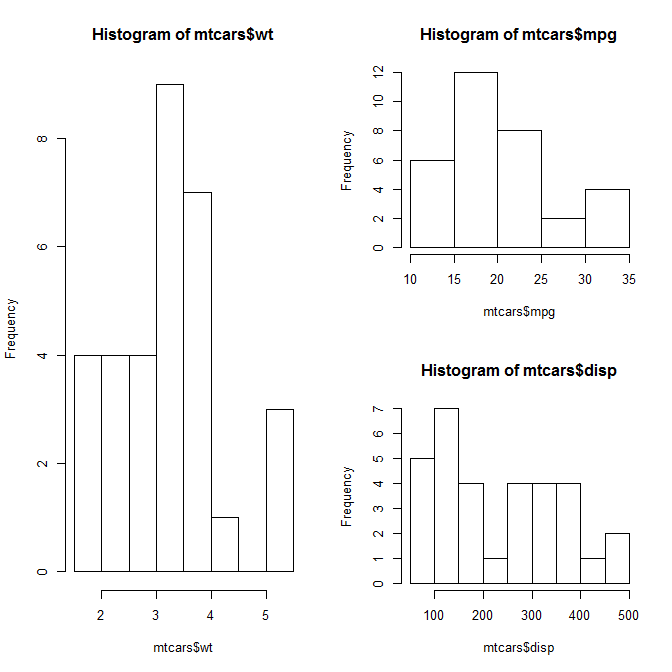 Histogram of mtcars$wt
Frequency
0 2 4 6 8
2 3 4 5
mtcars$wt
Histogram of mtcars$mpg
Frequency
0 2 4 6 8 10 12
10 15 20 25 30 35
mtcars$mpg
Histogram of mtcars$disp
Frequency
0 1 2 3 4 5 6 7
100 200 300 400 500
mtcars$disp